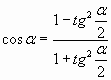 cos α = (1 − tg² α/2) / (1 + tg² α/2)